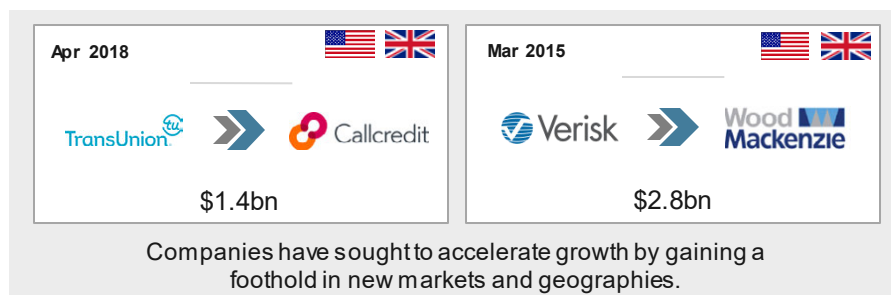 Apr 2018
TransUnion
tu
Callcredit
$1.4bn
Mar 2015
Verisk
Wood
Mackenzie
$2.8bn
Companies have sought to accelerate growth by gaining a
foothold in new markets and geographies.